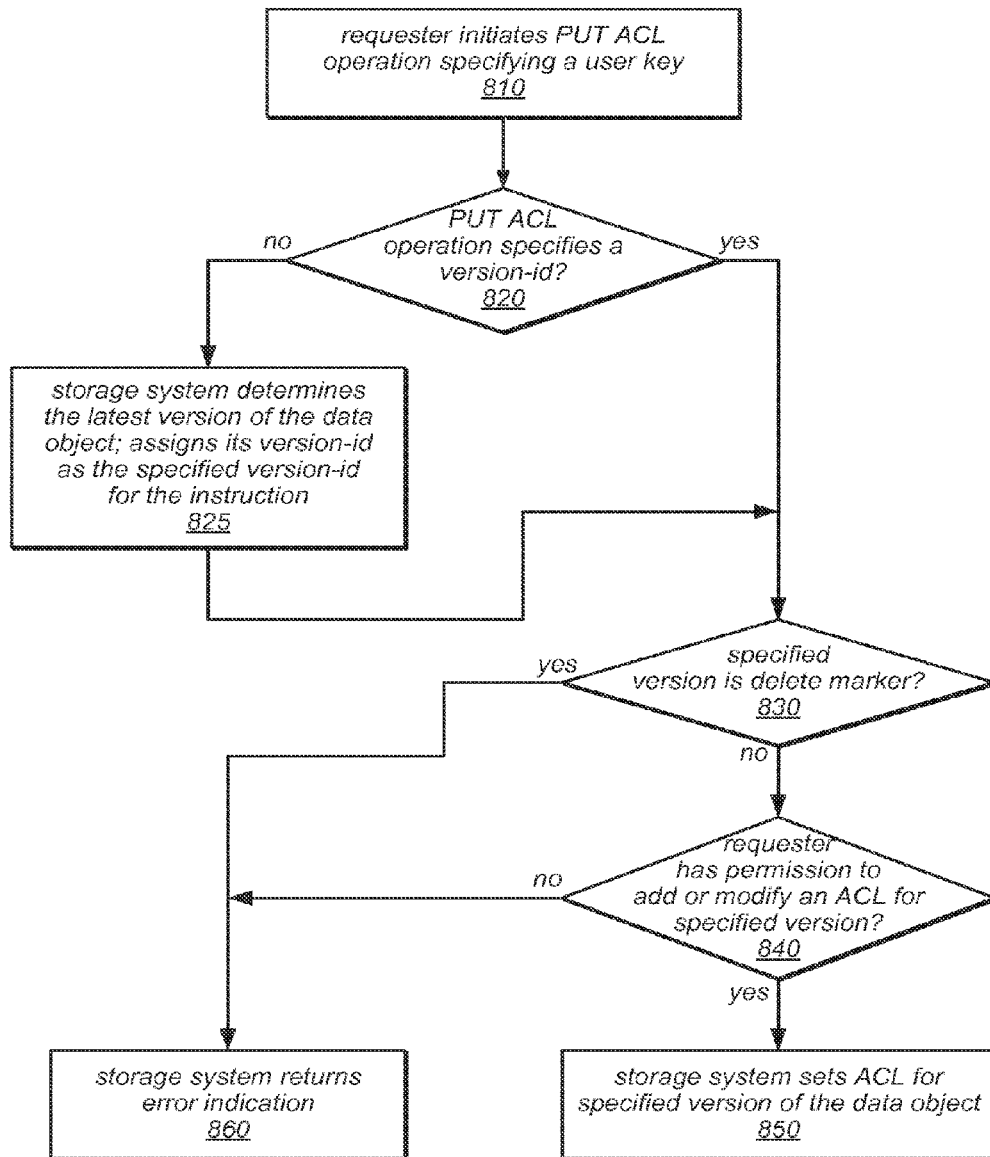 requester initiates PUT ACL
operation specifying a user key
810
PUT ACL
operation specifies a
version-id?
820
no
yes
storage system determines
the latest version of the data
object; assigns its version-id
as the specified version-id
for the instruction
825
specified
version is delete marker?
830
yes
no
requester
has permission to
add or modify an ACL for
specified version?
840
no
yes
storage system returns
error indication
860
storage system sets ACL for
specified version of the data object
850